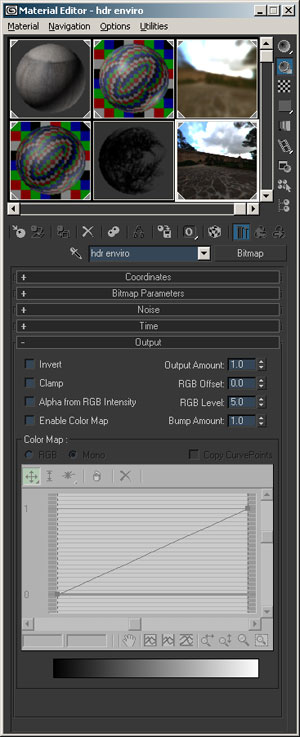 Material Editor - hdr enviro
Material Navigation Options Utilities
hdr enviro Bitmap
+ Coordinates
+ Bitmap Parameters
+ Noise
+ Time
- Output
Invert Output Amount: 1.0
Clamp RGB Offset: 0.0
Alpha from RGB Intensity RGB Level: 5.0
Enable Color Map Bump Amount: 1.0
Color Map :
RGB Mono Copy CurvePoints
1
0